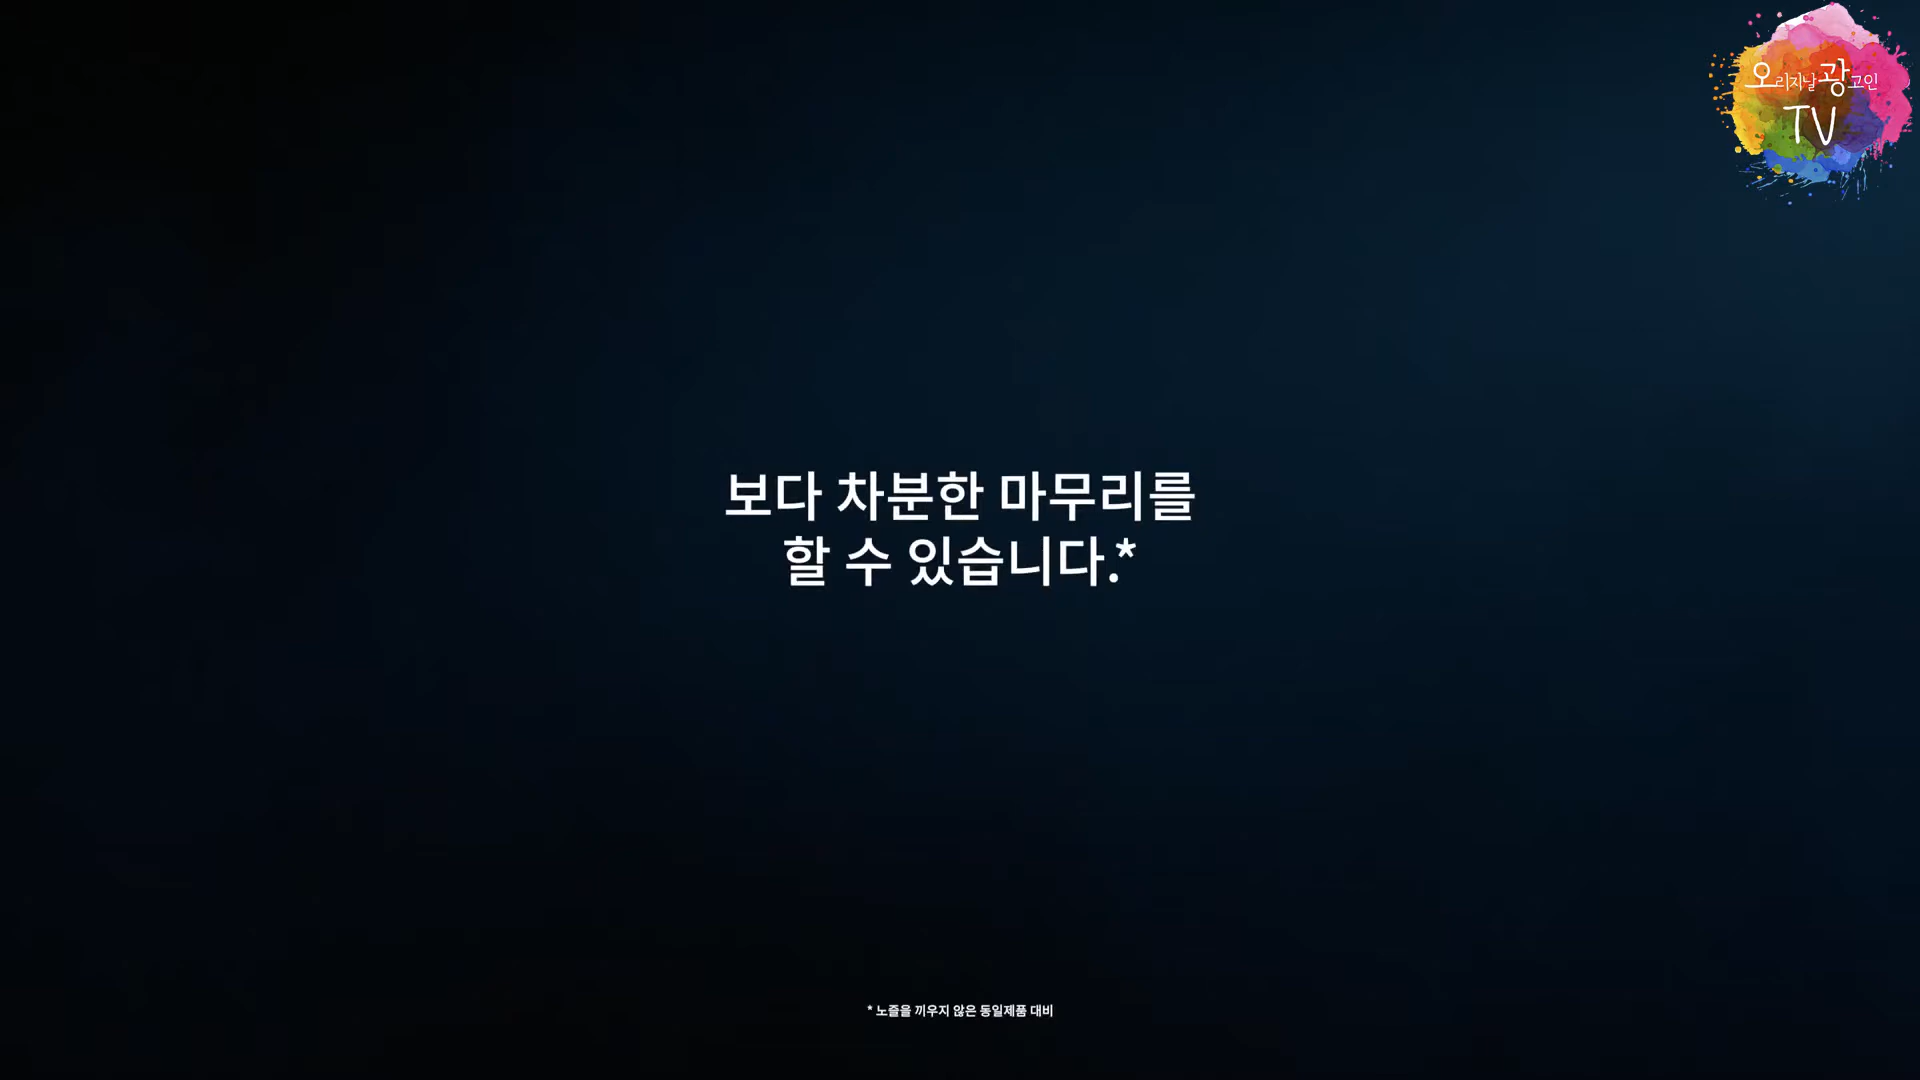 오리지날광고인
TV
보다 차분한 마무리를
할 수 있습니다.*
* 노즐을 끼우지 않은 동일제품 대비